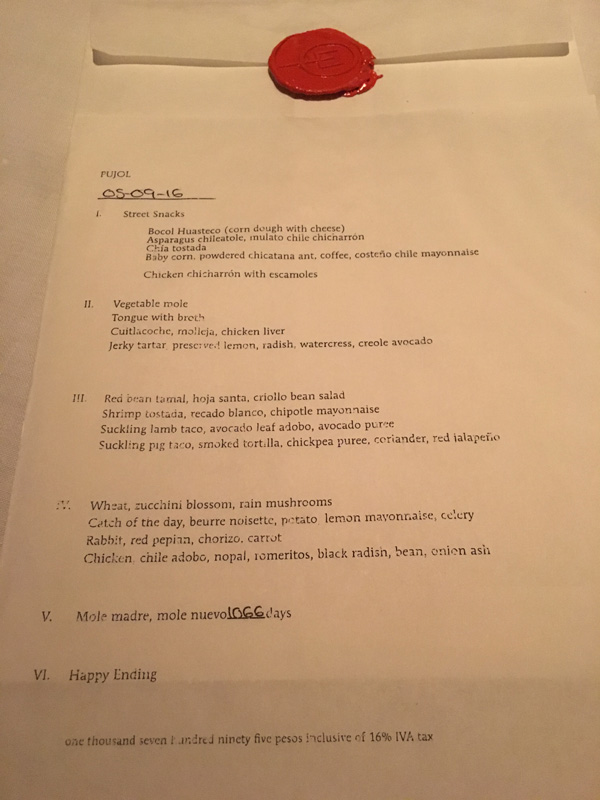 PUJOL
05-09-16
I. Street Snacks
Bocol Huasteco (corn dough with cheese)
Asparagus chileatole, mulato chile chicharrón
Chía tostada
Baby corn, powdered chicatana ant, coffee, costeño chile mayonnaise
Chicken chicharrón with escamoles
II. Vegetable mole
Tongue with broth
Cuitlacoche, molleja, chicken liver
Jerky tartar, preserved lemon, radish, watercress, creole avocado
III. Red bean tamal, hoja santa, criollo bean salad
Shrimp tostada, recado blanco, chipotle mayonnaise
Suckling lamb taco, avocado leaf adobo, avocado puree
Suckling pig taco, smoked tortilla, chickpea puree, coriander, red jalapeño
IV. Wheat, zucchini blossom, rain mushrooms
Catch of the day, beurre noisette, potato, lemon mayonnaise, celery
Rabbit, red pepian, chorizo, carrot
Chicken, chile adobo, nopal, romeritos, black radish, bean, onion ash
V. Mole madre, mole nuevo 1066 days
VI. Happy Ending
one thousand seven hundred ninety five pesos inclusive of 16% IVA tax